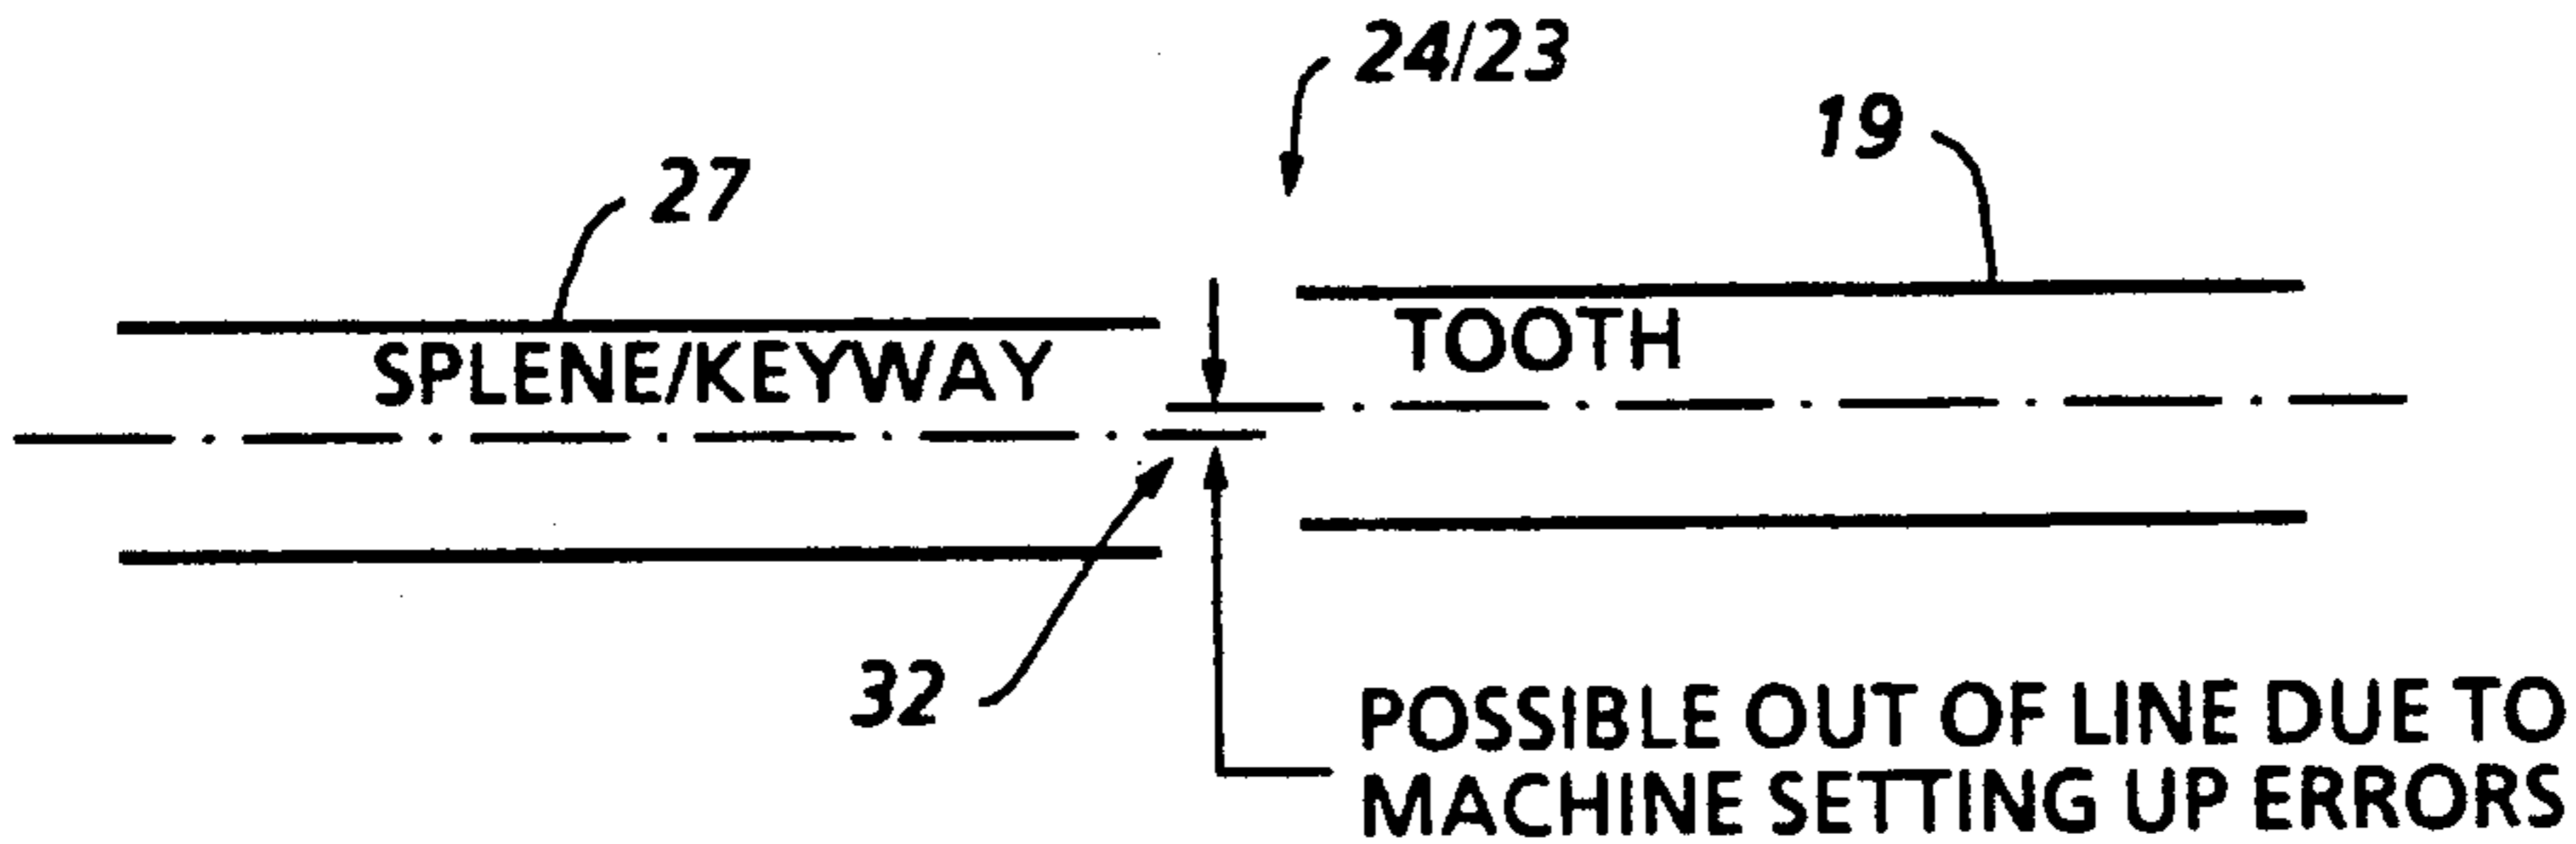 24/23
19
27
TOOTH
SPLENE/KEYWAY
32
POSSIBLE OUT OF LINE DUE TO
MACHINE SETTING UP ERRORS